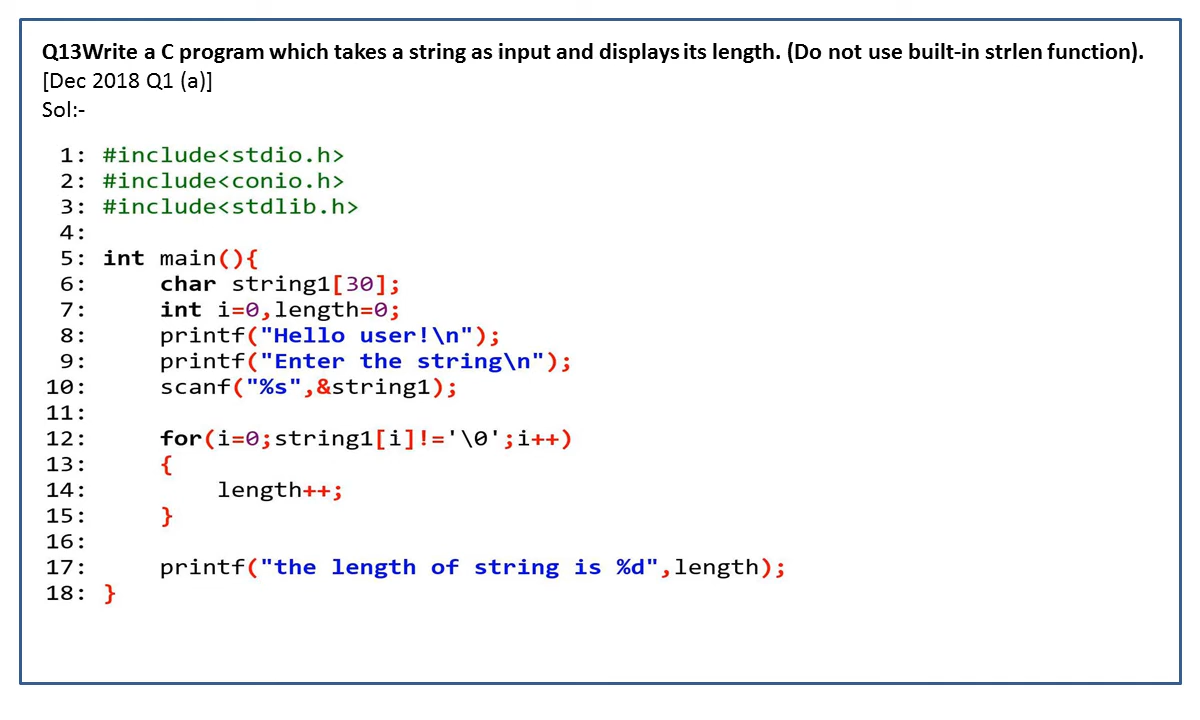 Q13Write a C program which takes a string as input and displays its length. (Do not use built-in strlen function).
[Dec 2018 Q1 (a)]
Sol:-
1: #include<stdio.h>
2: #include<conio.h>
3: #include<stdlib.h>
4:
5: int main(){
6:     char string1[30];
7:     int i=0,length=0;
8:     printf("Hello user!\n");
9:     printf("Enter the string\n");
10:     scanf("%s",&string1);
11:
12:     for(i=0;string1[i]!='\0';i++)
13:     {
14:         length++;
15:     }
16:
17:     printf("the length of string is %d",length);
18: }